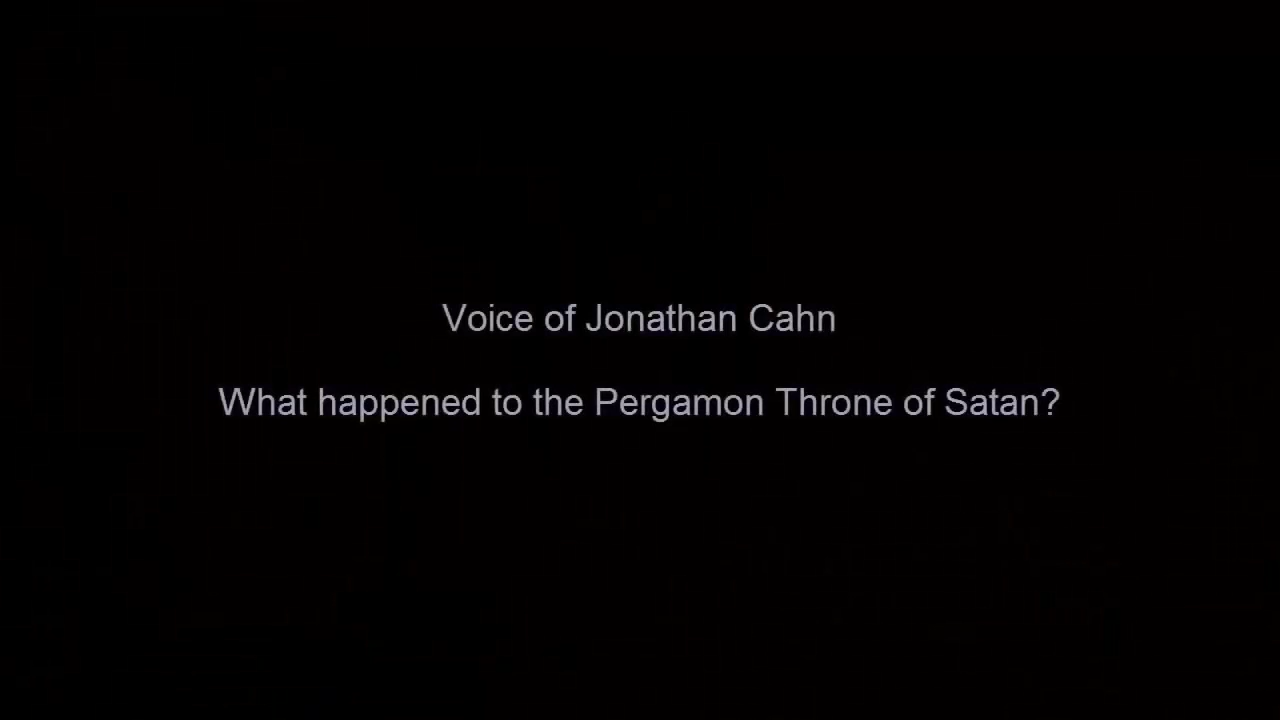 Voice of Jonathan Cahn
What happened to the Pergamon Throne of Satan?